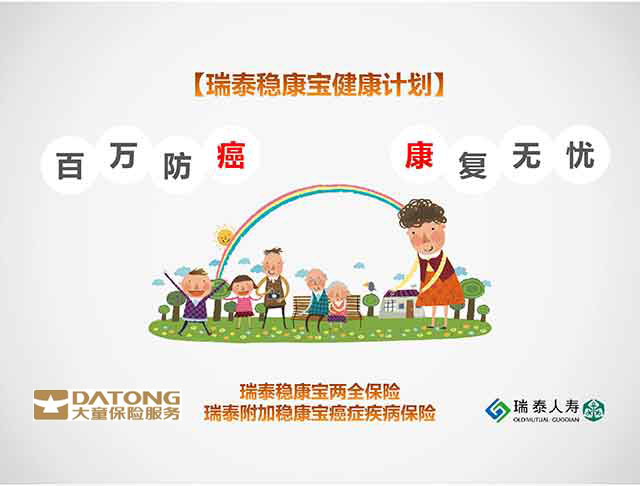 【瑞泰稳康宝健康计划】
百万防癌 康复无忧
瑞泰稳康宝两全保险
瑞泰附加稳康宝癌症疾病保险
DATONG
大童保险服务
瑞泰人寿
OLDMUTUAL GUODIAN